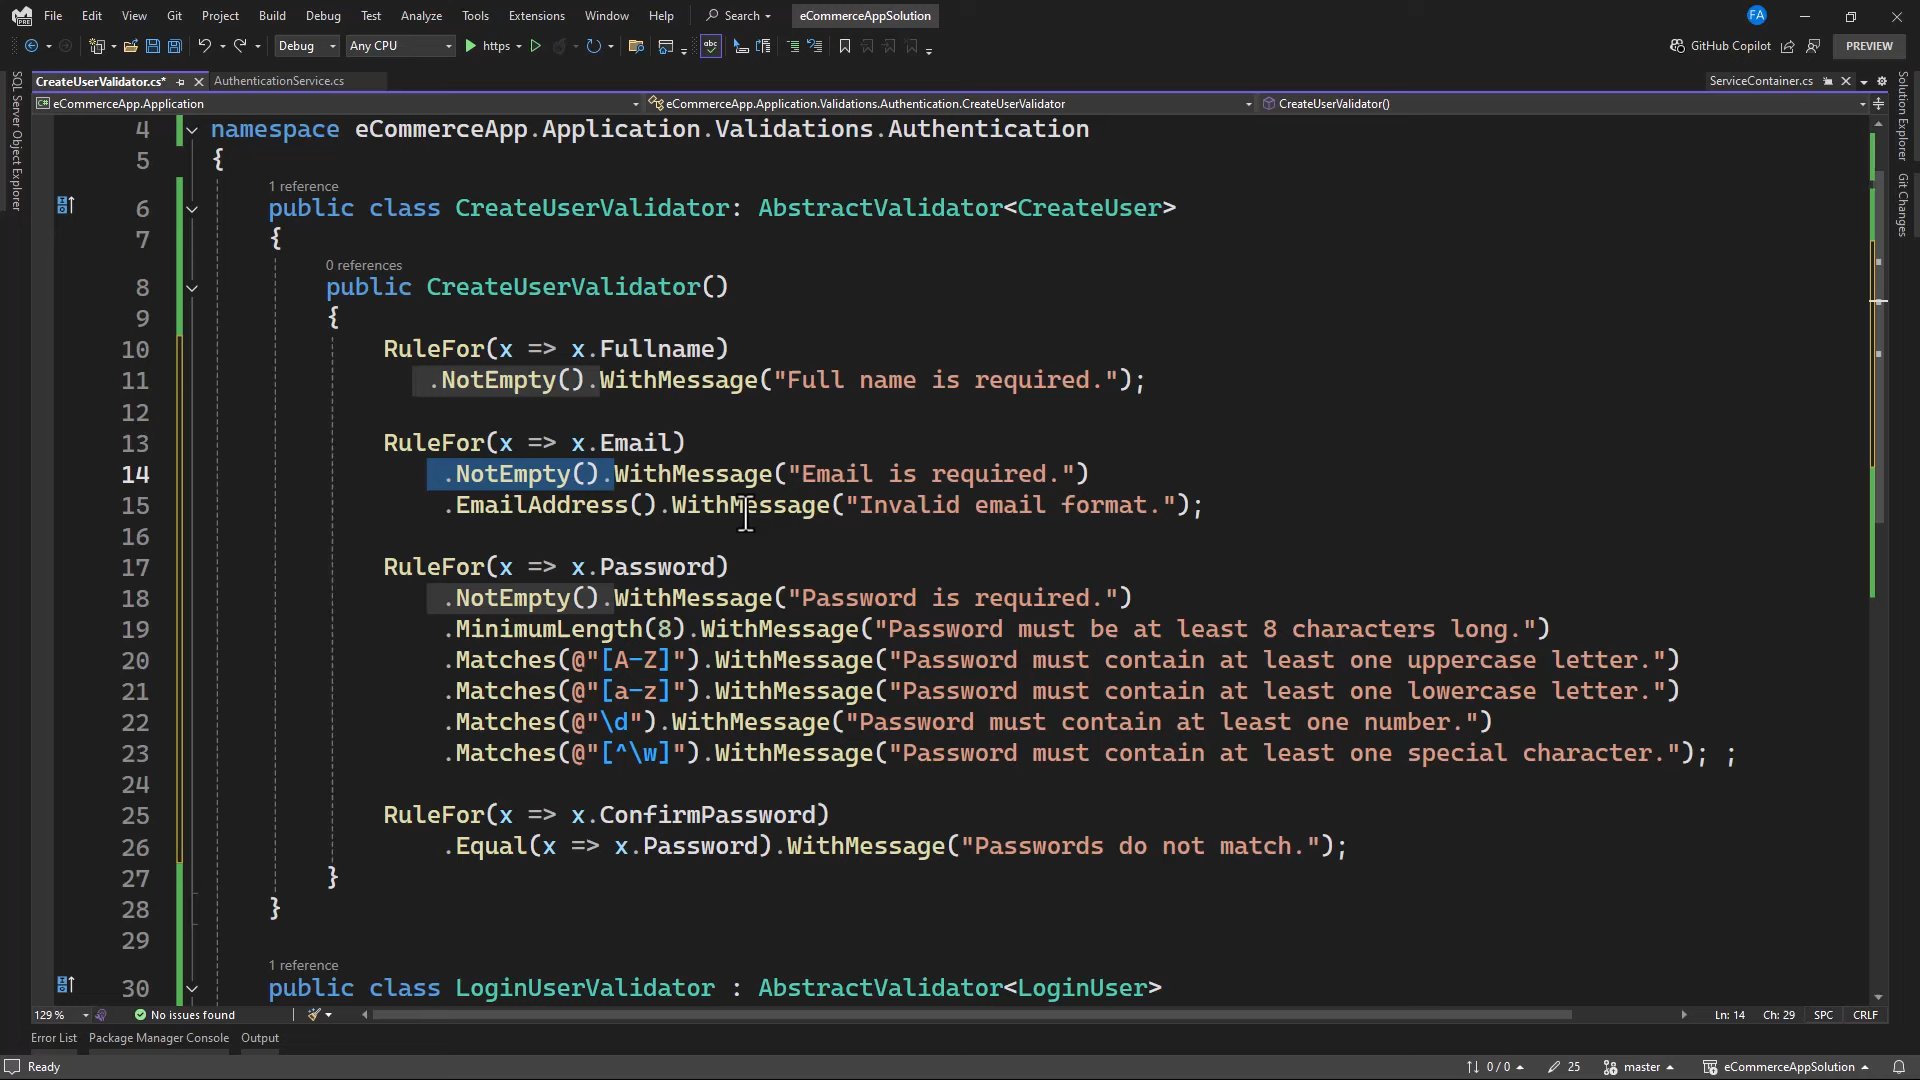 File Edit View Git Project Build Debug Test Analyze Tools Extensions Window Help Search eCommerceAppSolution FA
Debug Any CPU https GitHub Copilot PREVIEW
CreateUserValidator.cs* AuthenticationService.cs ServiceContainer.cs
eCommerceApp.Application eCommerceApp.Application.Validations.Authentication.CreateUserValidator CreateUserValidator()
SQL Server Object Explorer
Solution Explorer
Git Changes
4 namespace eCommerceApp.Application.Validations.Authentication
5 {
1 reference
6 public class CreateUserValidator: AbstractValidator<CreateUser>
7 {
0 references
8 public CreateUserValidator()
9 {
10 RuleFor(x => x.Fullname)
11 .NotEmpty().WithMessage("Full name is required.");
12
13 RuleFor(x => x.Email)
14 .NotEmpty().WithMessage("Email is required.")
15 .EmailAddress().WithMessage("Invalid email format.");
16
17 RuleFor(x => x.Password)
18 .NotEmpty().WithMessage("Password is required.")
19 .MinimumLength(8).WithMessage("Password must be at least 8 characters long.")
20 .Matches(@"[A-Z]").WithMessage("Password must contain at least one uppercase letter.")
21 .Matches(@"[a-z]").WithMessage("Password must contain at least one lowercase letter.")
22 .Matches(@"\d").WithMessage("Password must contain at least one number.")
23 .Matches(@"[^\w]").WithMessage("Password must contain at least one special character."); ;
24
25 RuleFor(x => x.ConfirmPassword)
26 .Equal(x => x.Password).WithMessage("Passwords do not match.");
27 }
28 }
29
1 reference
30 public class LoginUserValidator : AbstractValidator<LoginUser>
129 % No issues found Ln: 14 Ch: 29 SPC CRLF
Error List Package Manager Console Output
Ready 0 / 0 25 master eCommerceAppSolution